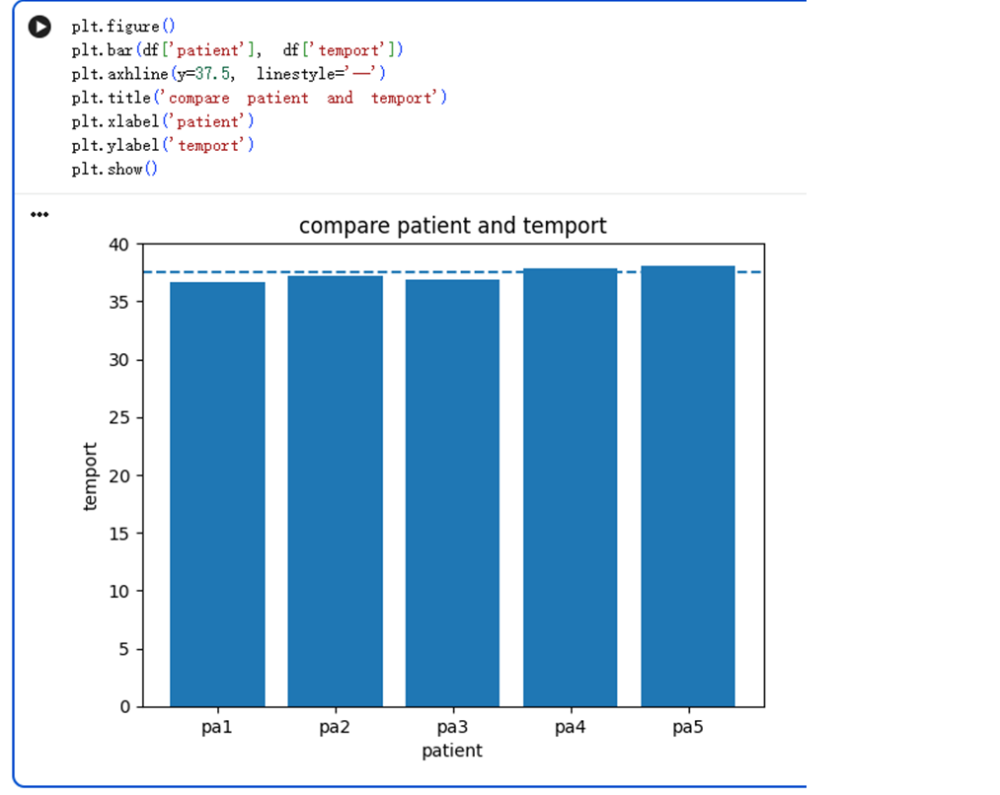 plt.figure()
plt.bar(df['patient'], df['temport'])
plt.axhline(y=37.5, linestyle='--')
plt.title('compare patient and temport')
plt.xlabel('patient')
plt.ylabel('temport')
plt.show()
compare patient and temport
40
35
30
25
20
15
10
5
0
temport
pa1 pa2 pa3 pa4 pa5
patient